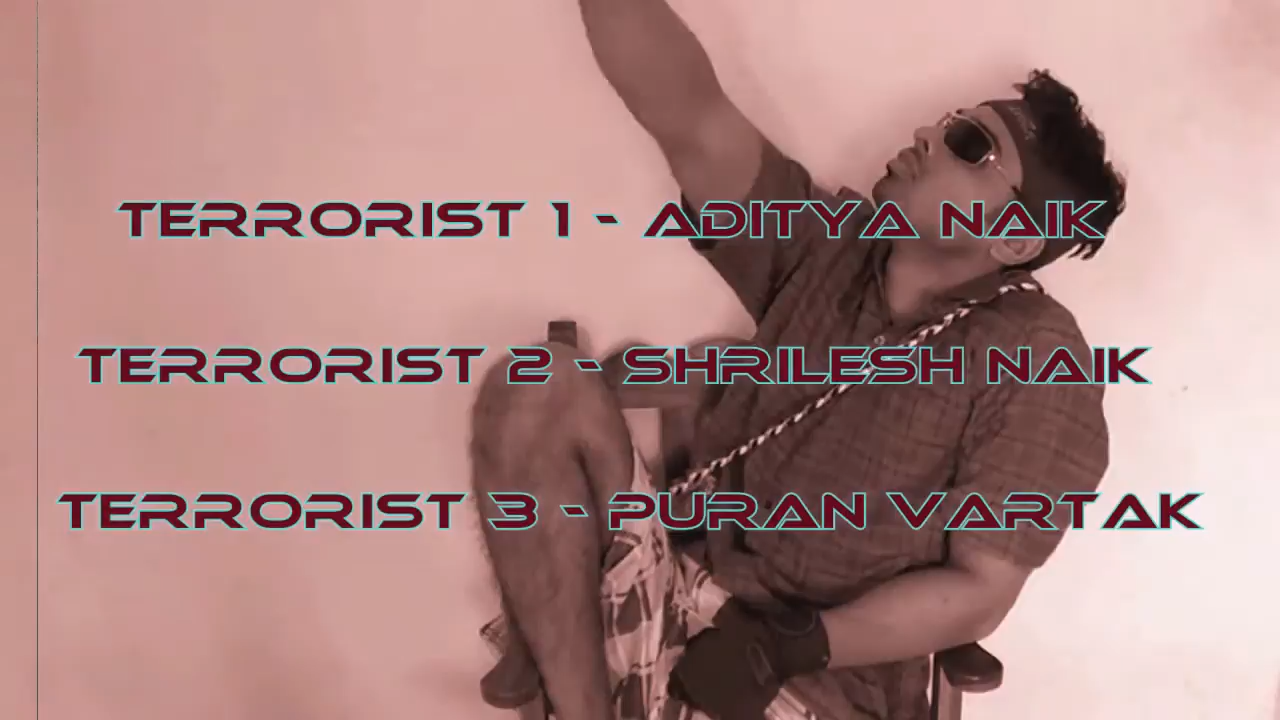 TERRORIST 1 - ADITYA NAIK
TERRORIST 2 - SHRILESH NAIK
TERRORIST 3 - PURAN VARTAK